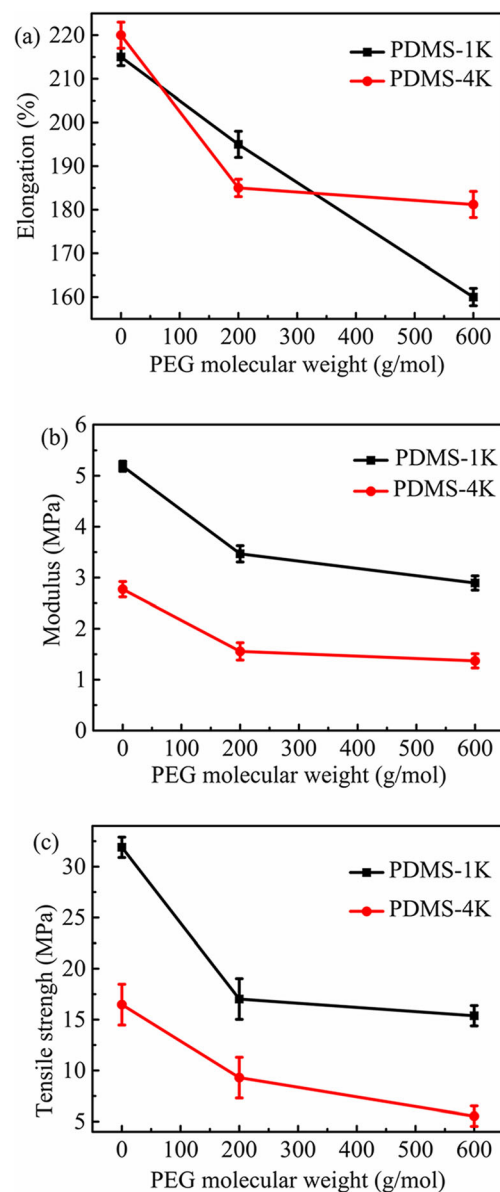 (a)
220
210
200
190
180
170
160
Elongation (%)
PDMS-1K
PDMS-4K
0 100 200 300 400 500 600
PEG molecular weight (g/mol)
(b)
6
5
4
3
2
1
0
Modulus (MPa)
PDMS-1K
PDMS-4K
0 100 200 300 400 500 600
PEG molecular weight (g/mol)
(c)
30
25
20
15
10
5
Tensile strengh (MPa)
PDMS-1K
PDMS-4K
0 100 200 300 400 500 600
PEG molecular weight (g/mol)